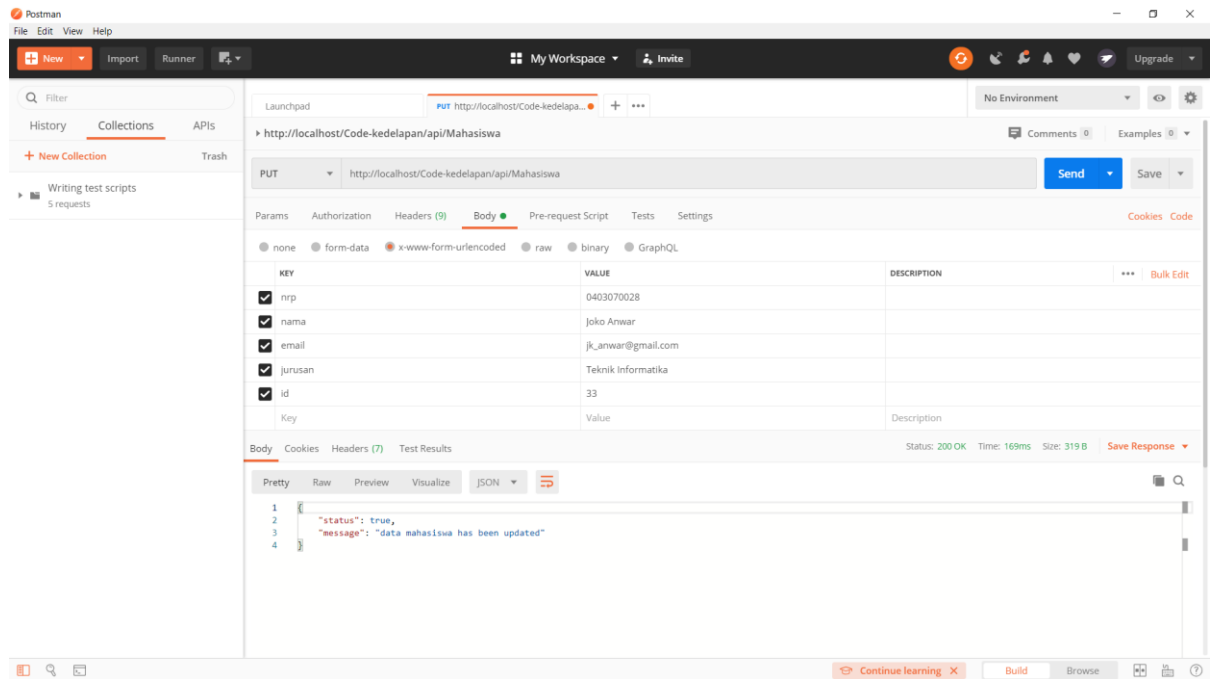 Postman
File Edit View Help
New Import Runner My Workspace Invite Upgrade
Filter
History Collections APIs
New Collection Trash
Writing test scripts
5 requests
Launchpad PUT http://localhost/Code-kedelapa... No Environment
http://localhost/Code-kedelapan/api/Mahasiswa Comments 0 Examples 0
PUT http://localhost/Code-kedelapan/api/Mahasiswa Send Save
Params Authorization Headers (9) Body Pre-request Script Tests Settings Cookies Code
none form-data x-www-form-urlencoded raw binary GraphQL
KEY VALUE DESCRIPTION Bulk Edit
nrp 0403070028
nama Joko Anwar
email jk_anwar@gmail.com
jurusan Teknik Informatika
id 33
Key Value Description
Body Cookies Headers (7) Test Results Status: 200 OK Time: 169ms Size: 319 B Save Response
Pretty Raw Preview Visualize JSON
1 {
2 "status": true,
3 "message": "data mahasiswa has been updated"
4 }
Continue learning Build Browse